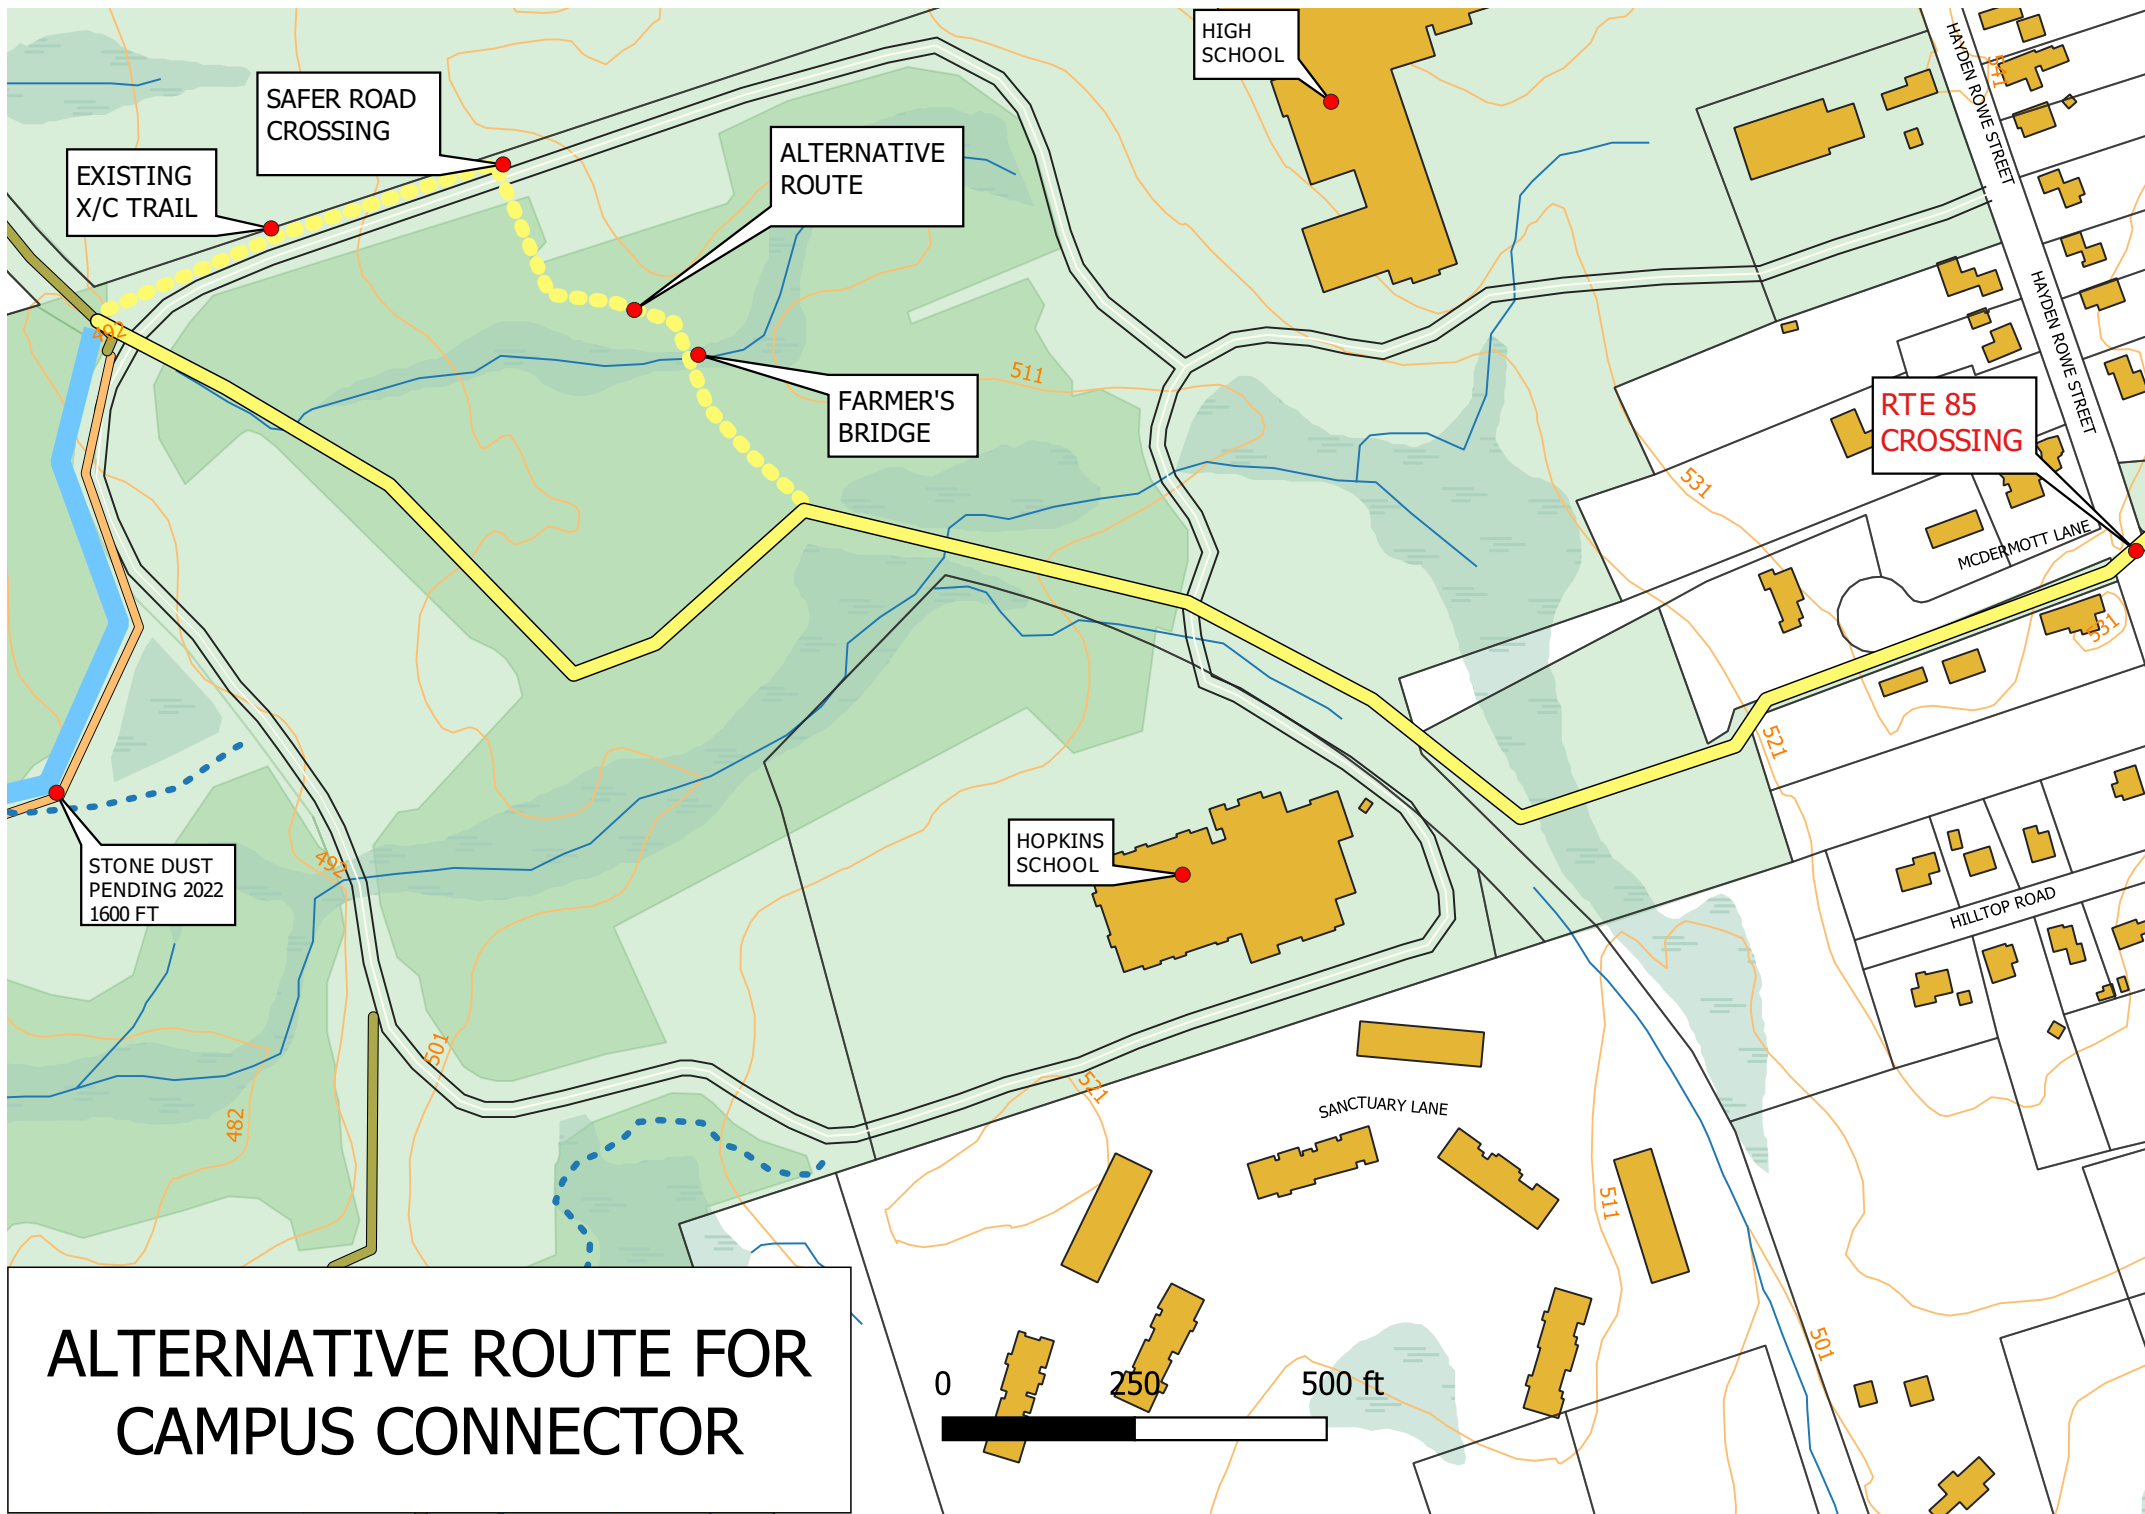 HIGH
SCHOOL
HAYDEN ROWE STREET
541
SAFER ROAD
CROSSING
ALTERNATIVE
ROUTE
EXISTING
X/C TRAIL
HAYDEN ROWE STREET
492
511
FARMER'S
BRIDGE
RTE 85
CROSSING
531
MCDERMOTT LANE
531
521
HOPKINS
SCHOOL
STONE DUST
PENDING 2022
1600 FT
492
HILLTOP ROAD
501
521
482
SANCTUARY LANE
511
501
ALTERNATIVE ROUTE FOR
CAMPUS CONNECTOR
0 250 500 ft